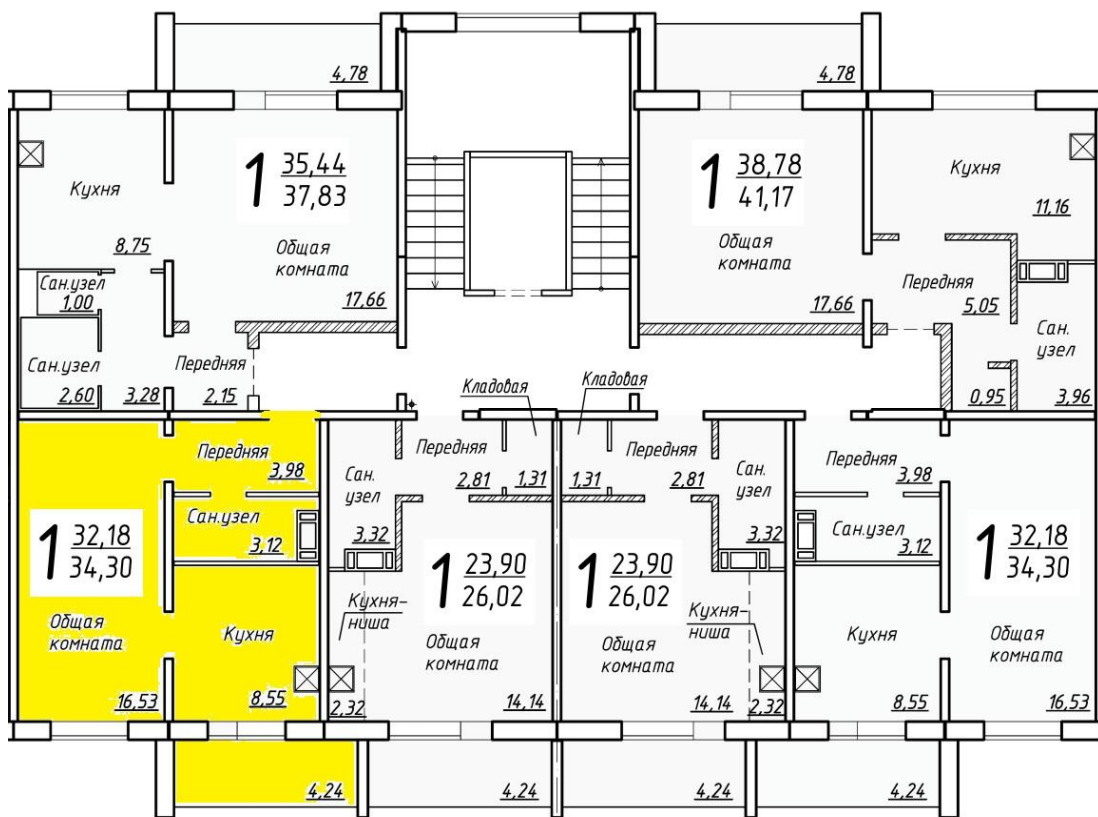 4,78
4,78
1 35,44
37,83
1 38,78
41,17
Кухня
8,75
Общая
комната
17,66
Общая
комната
17,66
Кухня
11,16
Сан.узел
1,00
Сан.узел
2,60
3,28
Передняя
2,15
Передняя
5,05
0,95
Сан.
узел
3,96
Кладовая
Кладовая
Передняя
3,98
Сан.узел
3,12
1 32,18
34,30
Общая
комната
16,53
Кухня
8,55
4,24
Передняя
2,81
1,31
Сан.
узел
3,32
1 23,90
26,02
Кухня-
ниша
2,32
Общая
комната
14,14
4,24
Передняя
1,31
2,81
Сан.
узел
3,32
1 23,90
26,02
Кухня-
ниша
2,32
Общая
комната
14,14
4,24
Передняя
3,98
Сан.узел
3,12
1 32,18
34,30
Кухня
8,55
Общая
комната
16,53
4,24